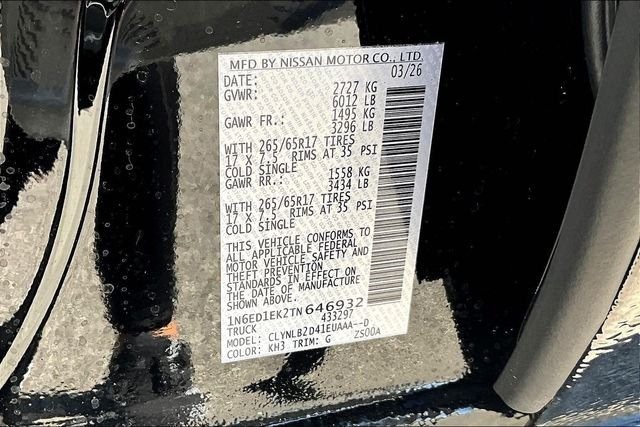 MFD BY NISSAN MOTOR CO., LTD.
DATE: 03/26
GVWR: 2727 KG
6012 LB
GAWR FR.: 1495 KG
3296 LB
WITH 265/65R17 TIRES
17 X 7.5 RIMS AT 35 PSI
COLD SINGLE
GAWR RR.: 1558 KG
3434 LB
WITH 265/65R17 TIRES
17 X 7.5 RIMS AT 35 PSI
COLD SINGLE
THIS VEHICLE CONFORMS TO
ALL APPLICABLE FEDERAL
MOTOR VEHICLE SAFETY AND
THEFT PREVENTION
STANDARDS IN EFFECT ON
THE DATE OF MANUFACTURE
SHOWN ABOVE.
1N6ED1EK2TN646932
TRUCK 433297
MODEL: CLYNLB2D41EUAAA--D
COLOR: KH3 TRIM: G ZS00A